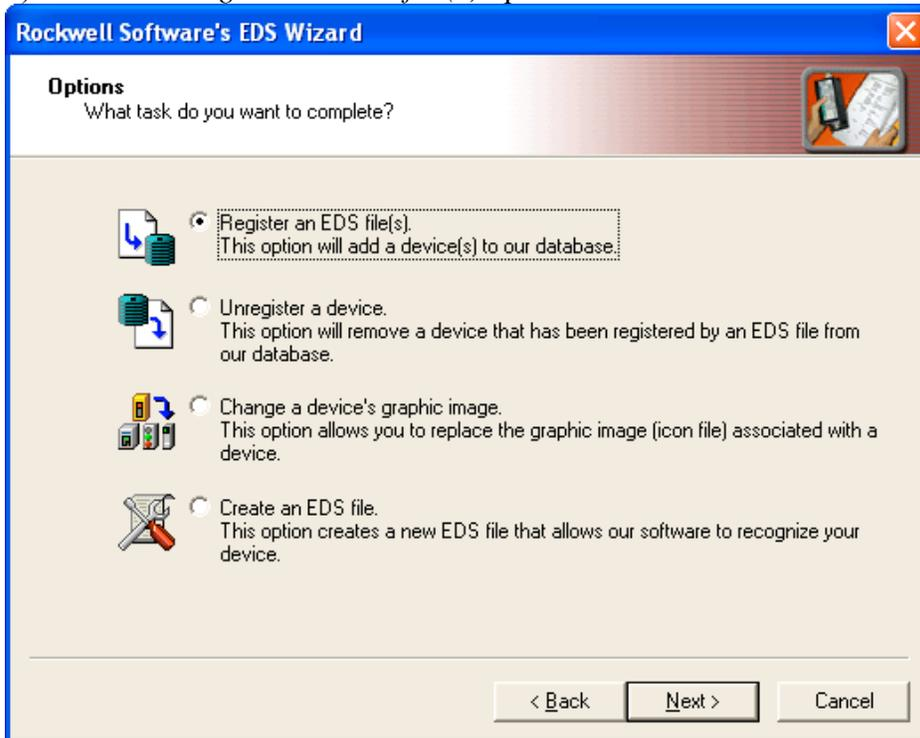 Rockwell Software's EDS Wizard
Options
What task do you want to complete?
Register an EDS file(s).
This option will add a device(s) to our database.
Unregister a device.
This option will remove a device that has been registered by an EDS file from
our database.
Change a device's graphic image.
This option allows you to replace the graphic image (icon file) associated with a
device.
Create an EDS file.
This option creates a new EDS file that allows our software to recognize your
device.
< Back
Next >
Cancel